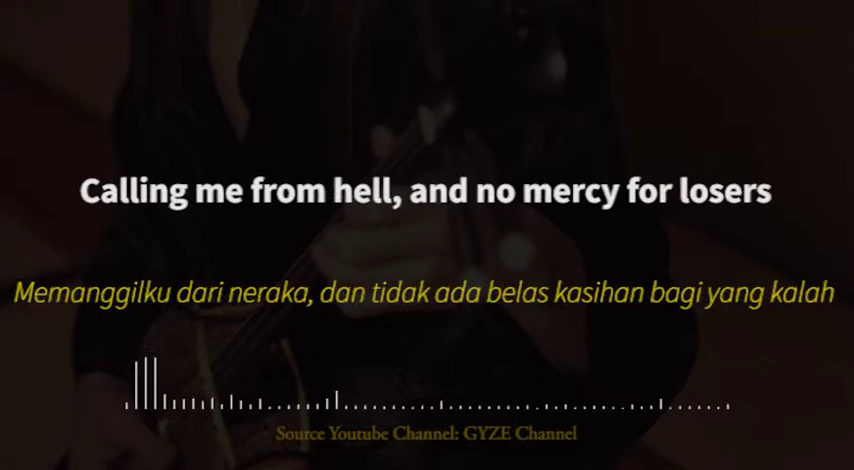 Calling me from hell, and no mercy for losers
Memanggilku dari neraka, dan tidak ada belas kasihan bagi yang kalah
Source Youtube Channel: GYZE Channel